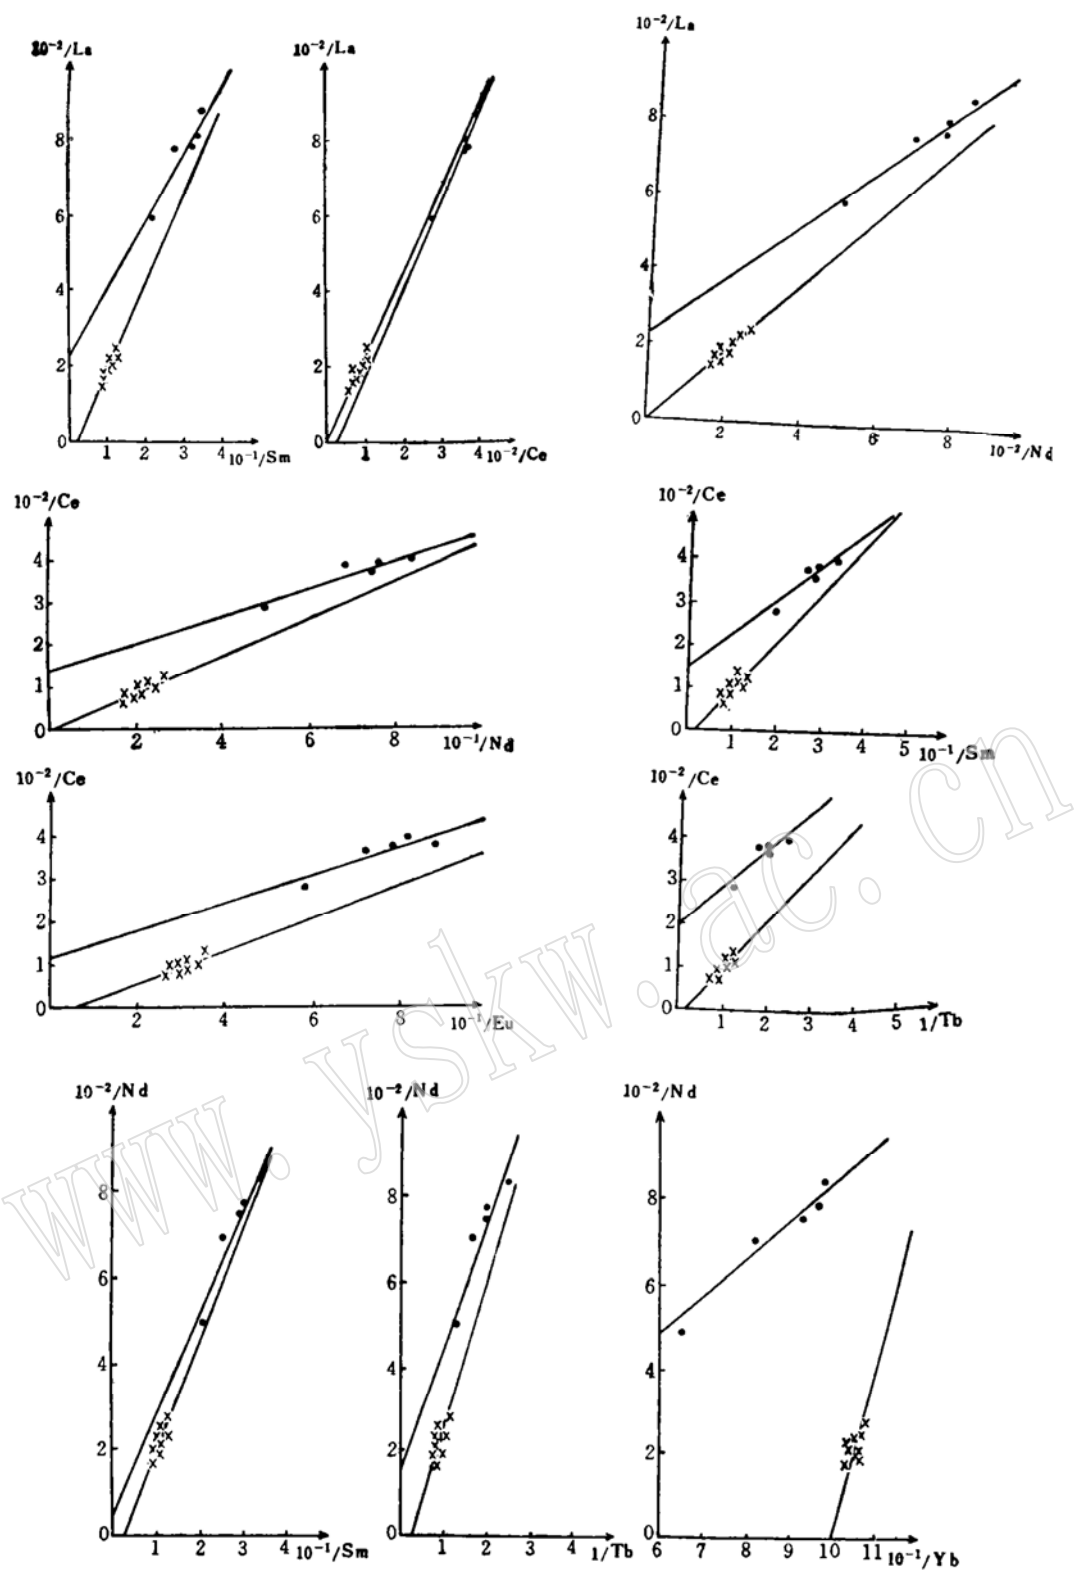 10⁻²/La
8
6
4
2
0
1 2 3 4 10⁻¹/Sm
10⁻²/La
8
6
4
2
0
1 2 3 4 10⁻²/Ce
10⁻²/La
8
6
4
2
0
2 4 6 8
10⁻²/Nd
10⁻²/Ce
4
3
2
1
0
2 4 6 8 10⁻¹/Nd
10⁻²/Ce
4
3
2
1
0
1 2 3 4 5 10⁻¹/Sm
10⁻²/Ce
4
3
2
1
0
2 4 6 8 10⁻¹/Eu
10⁻²/Ce
4
3
2
1
0
1 2 3 4 5 1/Tb
10⁻²/Nd
8
6
4
2
0
1 2 3 4 10⁻¹/Sm
10⁻²/Nd
8
6
4
2
0
1 2 3 4 1/Tb
10⁻²/Nd
8
6
4
2
0
6 7 8 9 10 11 10⁻¹/Yb
www.yskw.ac.cn